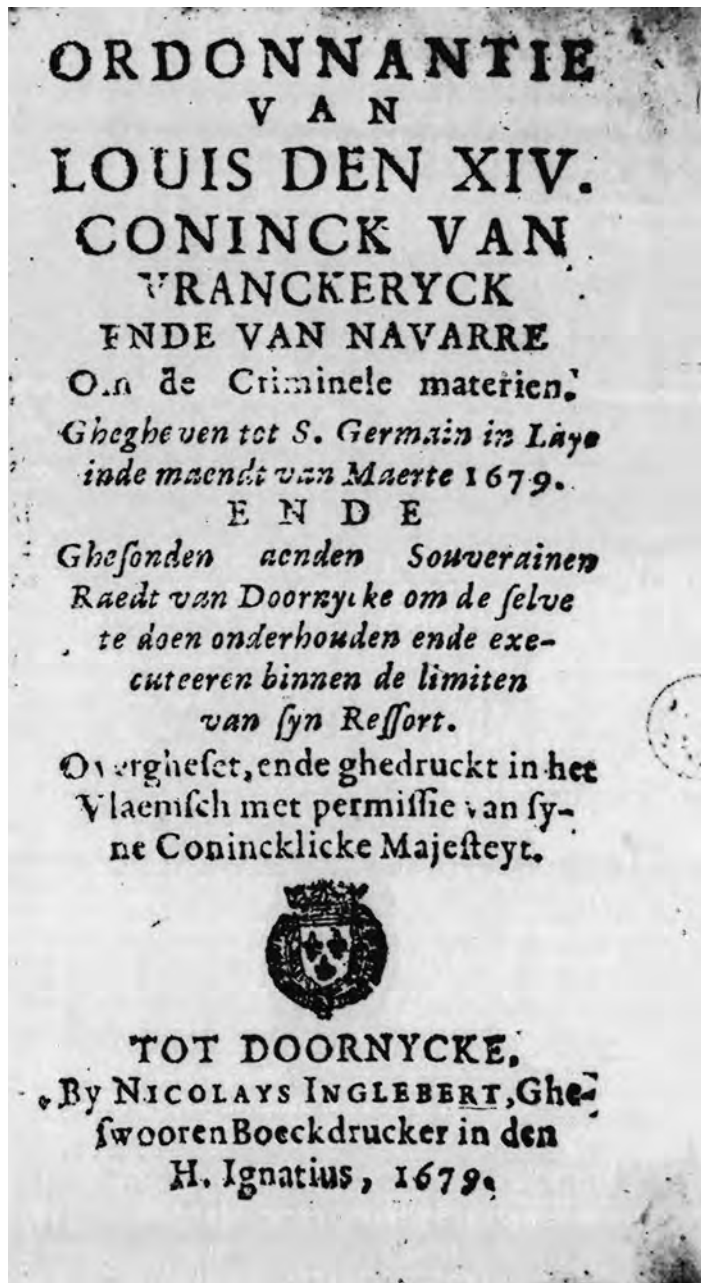 ORDONNANTIE
VAN
LOUIS DEN XIV.
CONINCK VAN
VRANCKERYCK
ENDE VAN NAVARRE
Om de Criminele materien.
Ghegheven tot S. Germain in Laye
inde maendt van Maerte 1679.
ENDE
Gheſonden aenden Souverainen
Raedt van Doornycke om de ſelve
te doen onderhouden ende exe-
cuteeren binnen de limiten
van ſyn Reſſort.
Overgheſet, ende ghedruckt in het
Vlaemſch met permiſſie van ſy-
ne Conincklicke Majeſteyt.
TOT DOORNYCKE,
By NICOLAYS INGLEBERT, Ghe-
ſwooren Boeckdrucker in den
H. Ignatius, 1679.